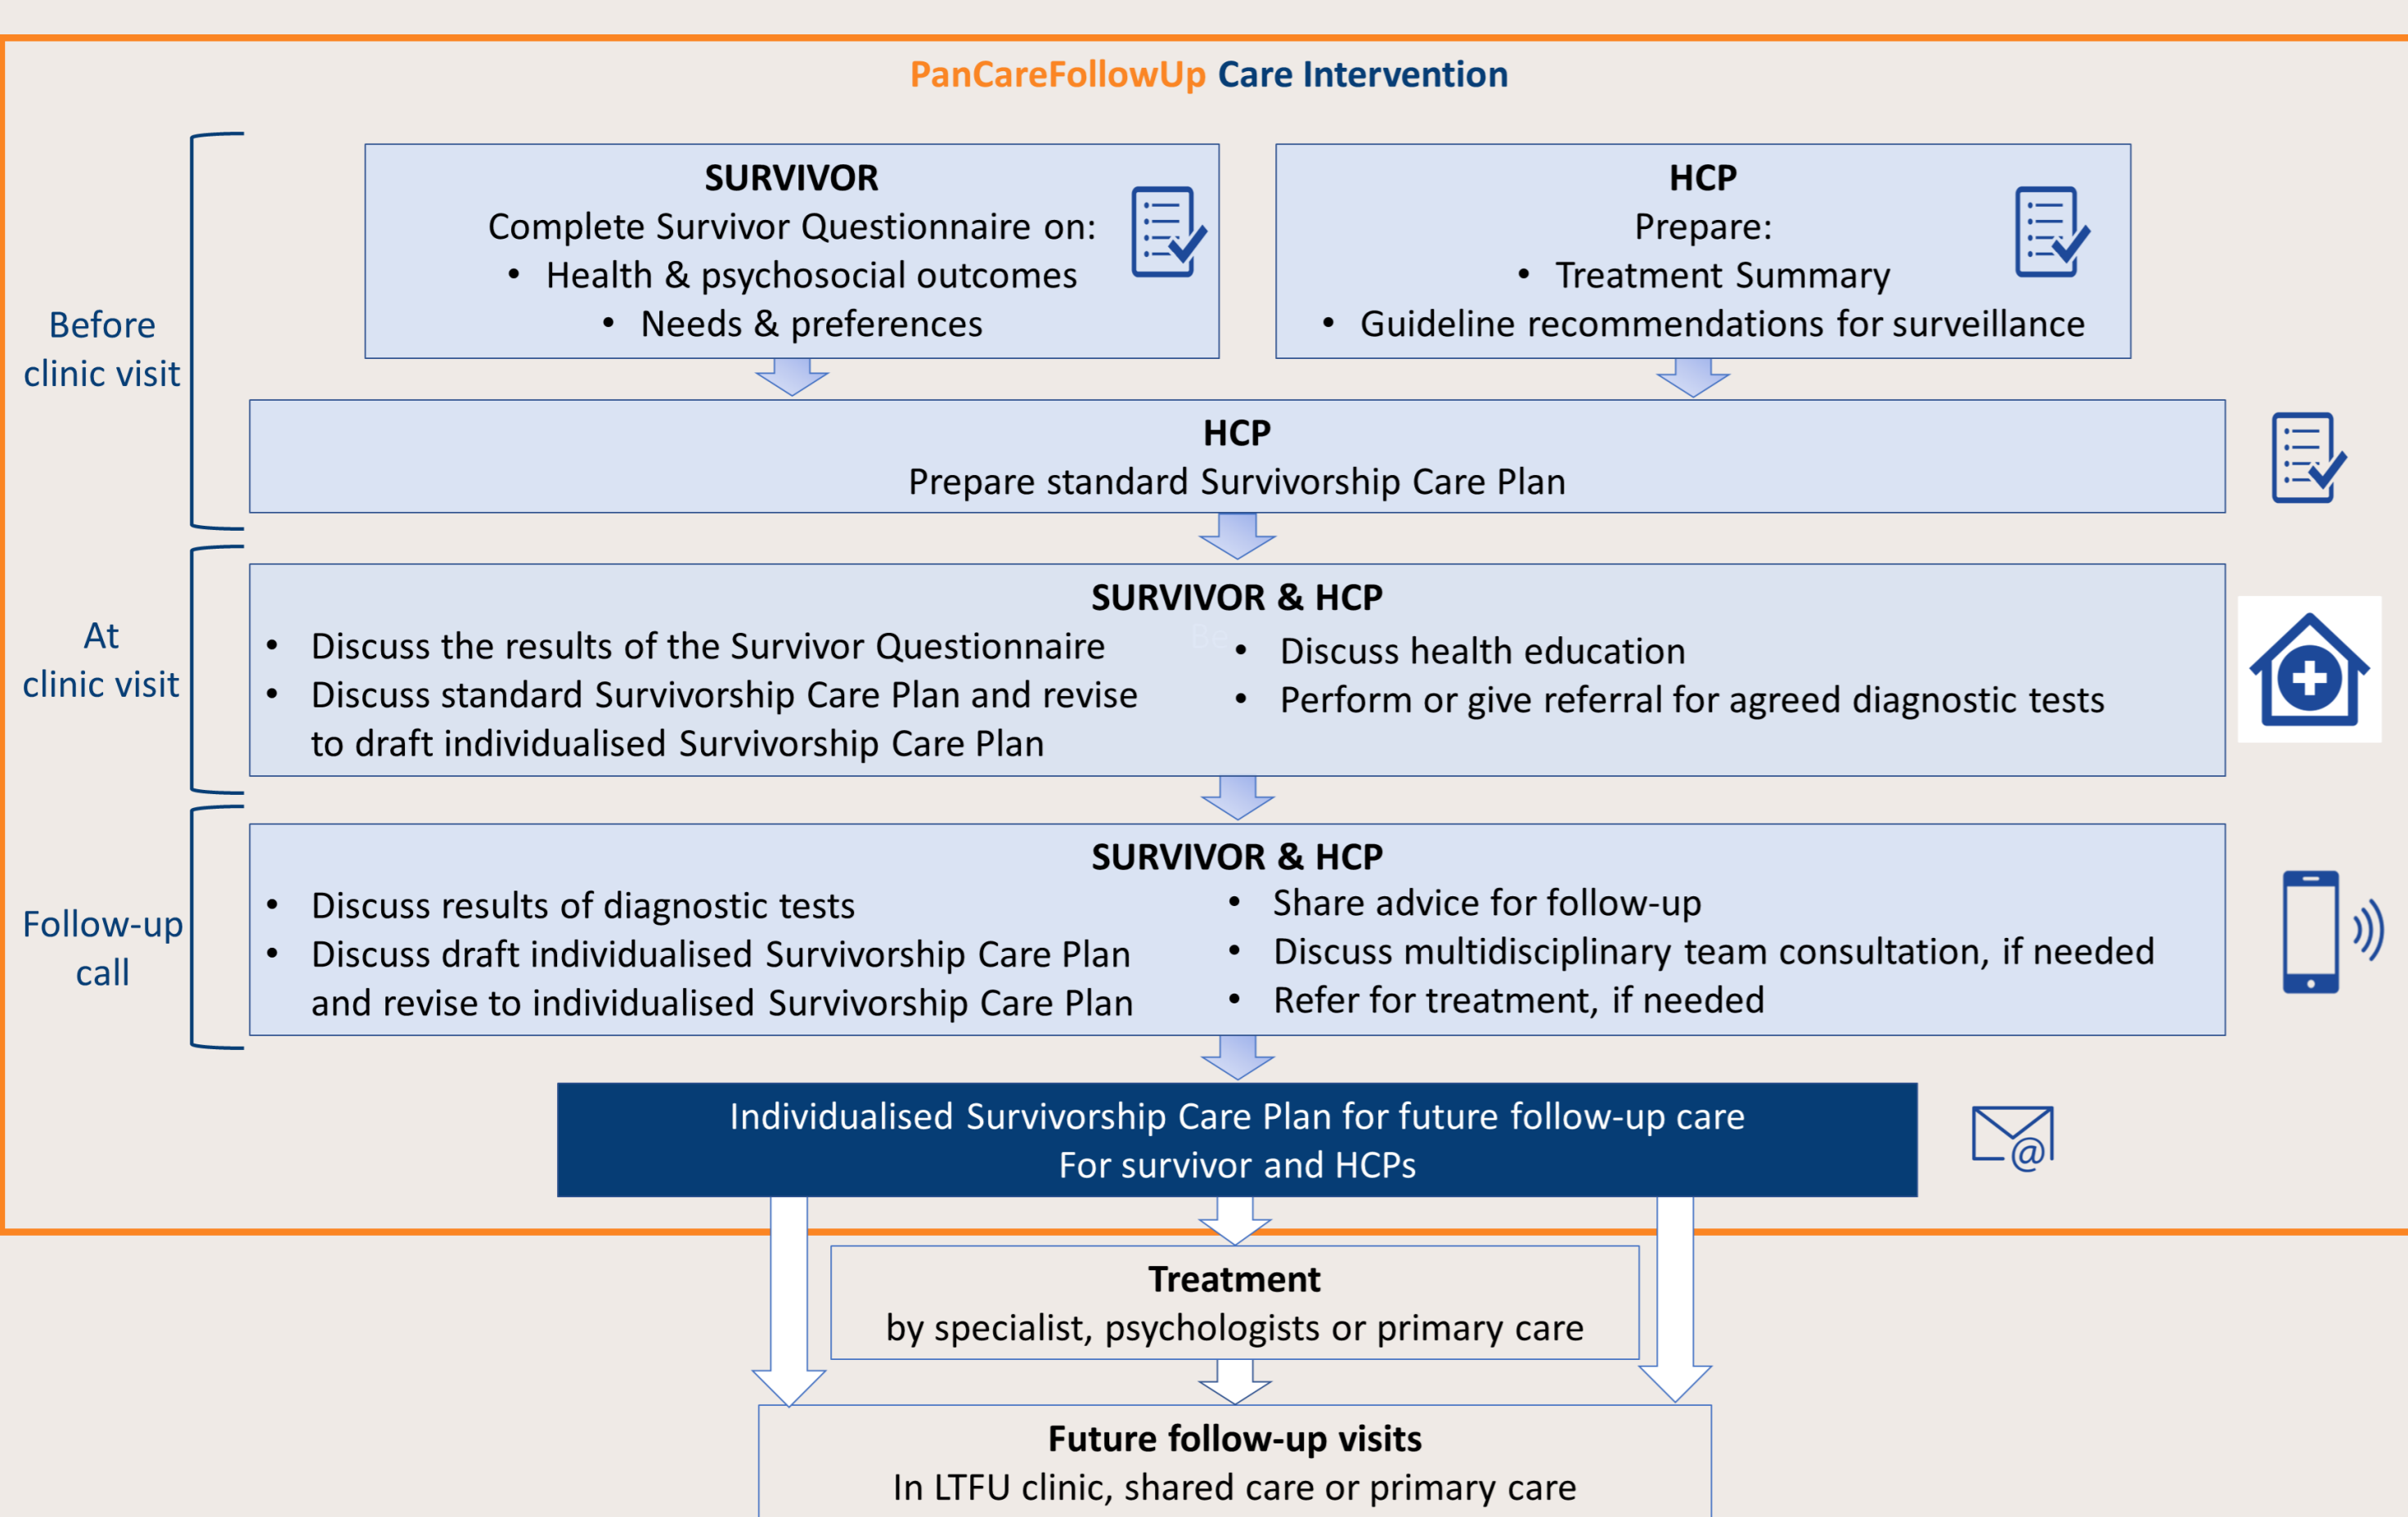 PanCareFollowUp Care Intervention
Before
clinic visit
SURVIVOR
Complete Survivor Questionnaire on:
• Health & psychosocial outcomes
• Needs & preferences
HCP
Prepare:
• Treatment Summary
• Guideline recommendations for surveillance
HCP
Prepare standard Survivorship Care Plan
At
clinic visit
SURVIVOR & HCP
• Discuss the results of the Survivor Questionnaire
• Discuss standard Survivorship Care Plan and revise
to draft individualised Survivorship Care Plan
Be
• Discuss health education
• Perform or give referral for agreed diagnostic tests
Follow-up
call
SURVIVOR & HCP
• Discuss results of diagnostic tests
• Discuss draft individualised Survivorship Care Plan
and revise to individualised Survivorship Care Plan
• Share advice for follow-up
• Discuss multidisciplinary team consultation, if needed
• Refer for treatment, if needed
Individualised Survivorship Care Plan for future follow-up care
For survivor and HCPs
@
Treatment
by specialist, psychologists or primary care
Future follow-up visits
In LTFU clinic, shared care or primary care